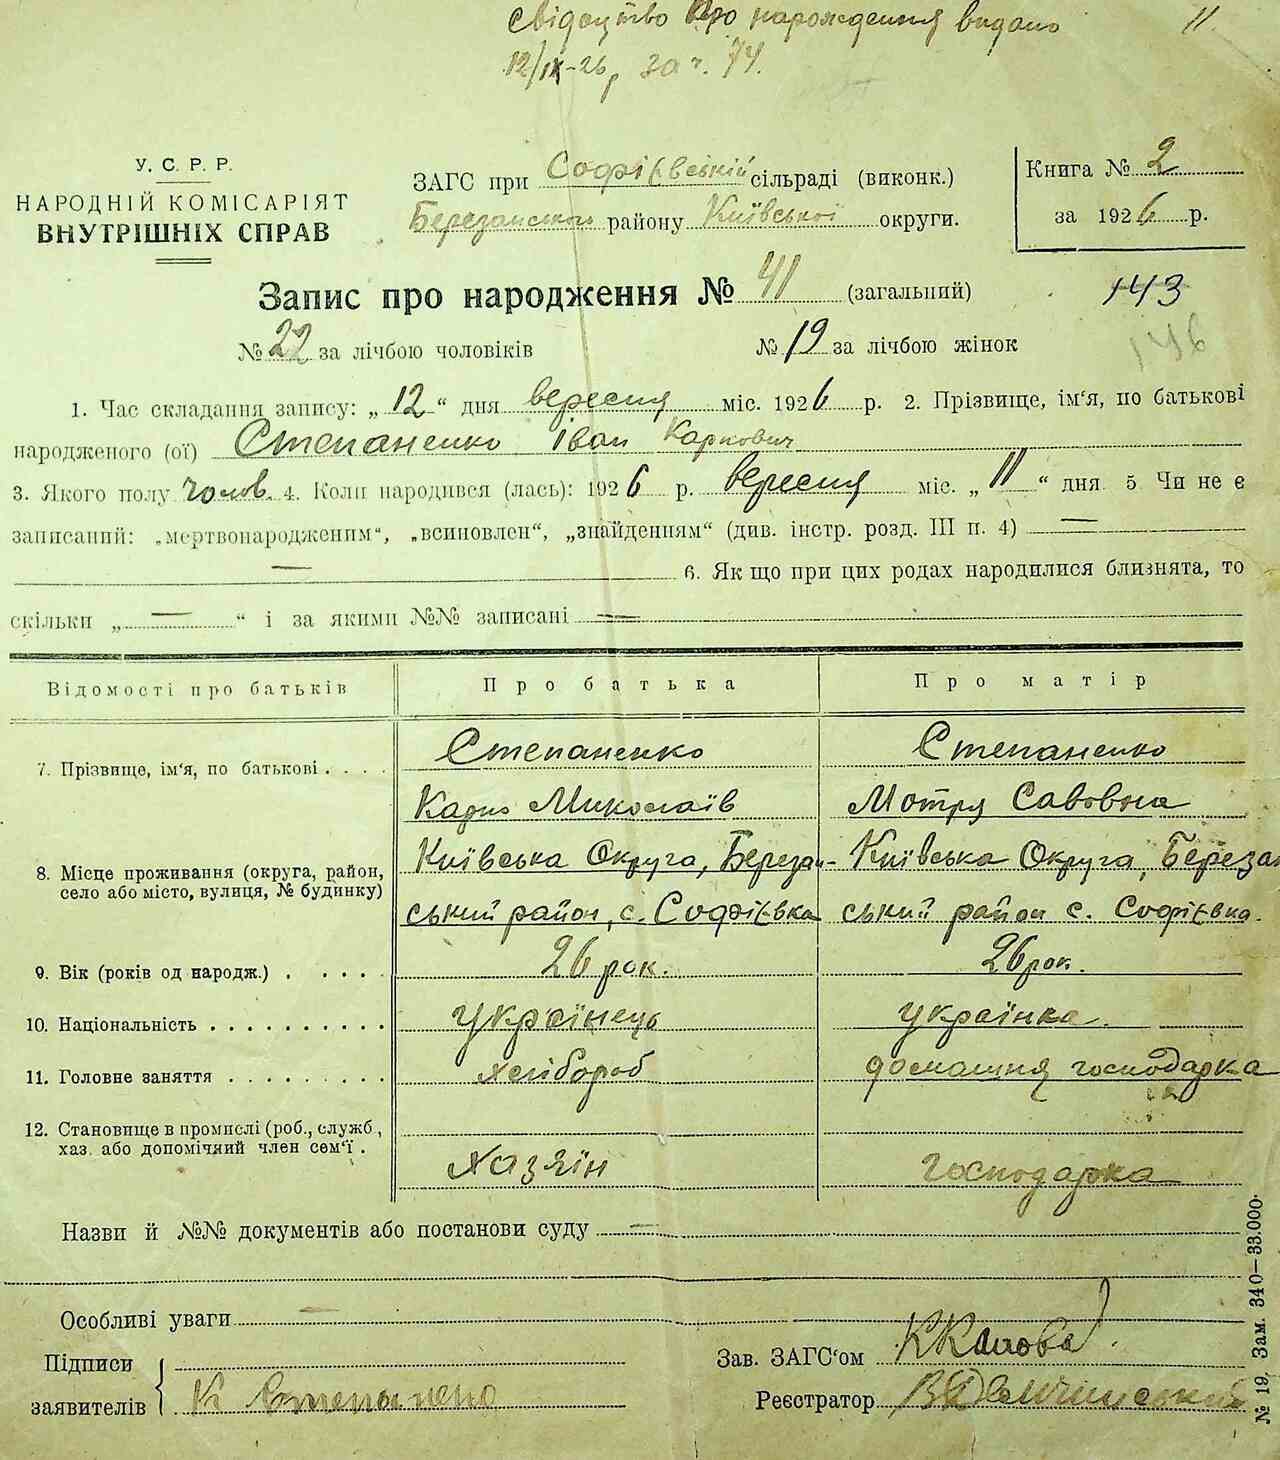 Свідоцтво про нарождення видано 11.
12/IX-26р за ч. 74.
У. С. Р. Р.
НАРОДНІЙ КОМІСАРІЯТ
ВНУТРІШНІХ СПРАВ
ЗАГС при Софіївській сільраді (виконк.)
Березанського району Київської округи.
Книга № 2
за 1926 р.
Запис про народження № 41 (загальний)
143
146
№ 22 за лічбою чоловіків № 19 за лічбою жінок
1. Час складання запису: „12“ дня вересня міс. 1926 р. 2. Прізвище, ім‘я, по батькові
народженого (ої) Степаненко Іван Карпович
3. Якого полу чолов. 4. Коли народився (лась): 1926 р. вересня міс. „11“ дня. 5 Чи не є
записаний: „мертвонародженим“, „всиновлен“, „знайденням“ (див. інстр. розд. III п. 4) —
— 6. Як що при цих родах народилися близнята, то
скільки „ — “ і за якими №№ записані —
Відомості про батьків Про батька Про матір
7. Прізвище, ім‘я, по батькові . . . . Степаненко Степаненко
Карпо Миколаїв Мотря Савовна
8. Місце проживання (округа, район, село або місто, вулиця, № будинку) Київська Округа, Березан- Київська Округа, Березан
ський район, с. Софіївка ський район с. Софіївка.
9. Вік (років од народж.) . . . . . 26 рок. 26 рок.
10. Національність . . . . . . . . . . українець українка.
11. Головне заняття . . . . . . . . . хлібороб домашня господарка
12. Становище в промислі (роб., служб., хаз. або допомічний член сем‘ї . хазяїн господарка
Назви й №№ документів або постанови суду —
Особливі уваги —
Підписи
заявителів К Степанено
Зав. ЗАГС‘ом
Реєстратор
№ 19. Зам. 340—33.000.